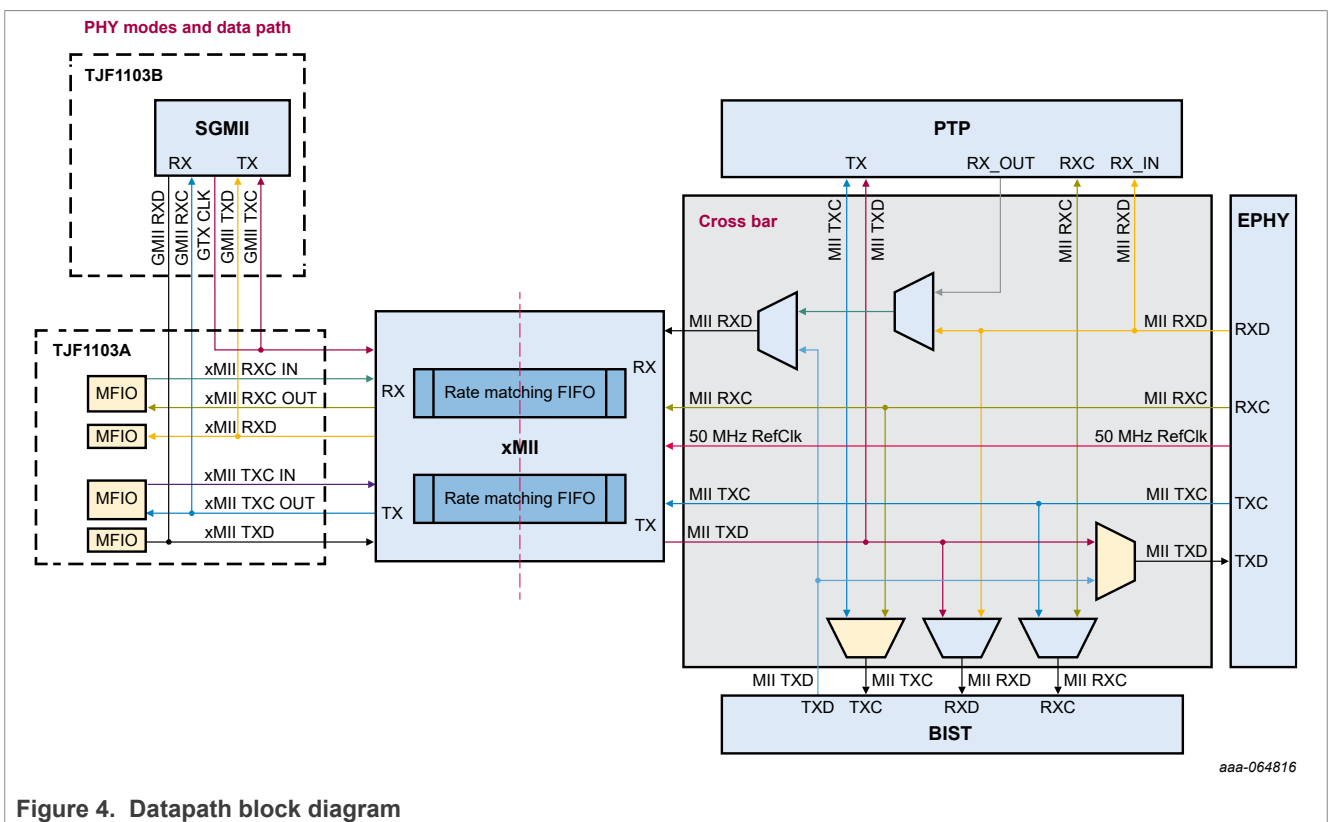 PHY modes and data path
TJF1103B
SGMII
RX TX
GMII RXD
GMII RXC
GTX CLK
GMII TXD
GMII TXC
PTP
TX RX_OUT RXC RX_IN
Cross bar
MII TXC
MII TXD
MII RXC
MII RXD
EPHY
MII RXD
MII RXD
RXD
TJF1103A
MFIO
xMII RXC IN
xMII RXC OUT
MFIO
xMII RXD
MFIO
xMII TXC IN
xMII TXC OUT
MFIO
xMII TXD
RX
RX
Rate matching FIFO
xMII
Rate matching FIFO
TX
TX
MII RXC
MII RXC
RXC
50 MHz RefClk
50 MHz RefClk
MII TXC
MII TXC
TXC
MII TXD
MII TXD
TXD
MII TXD MII TXC MII RXD MII RXC
TXD TXC RXD RXC
BIST
aaa-064816
Figure 4. Datapath block diagram